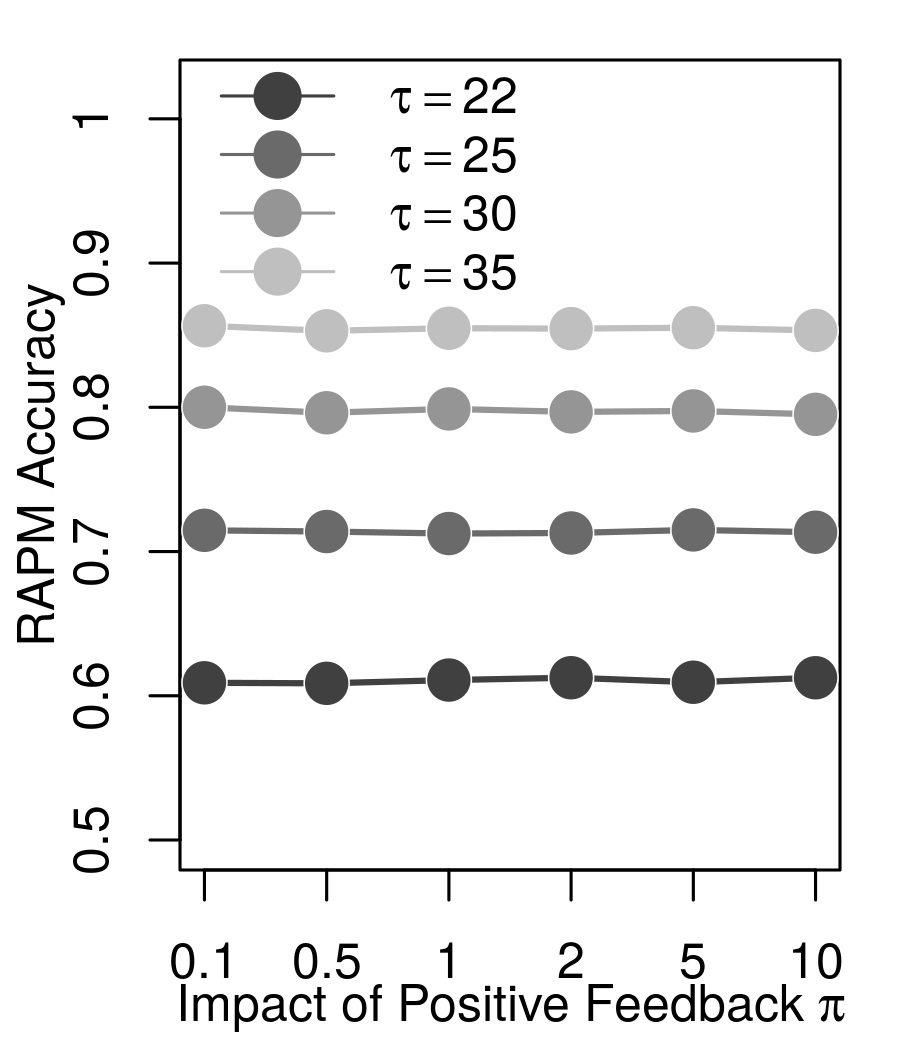 τ = 22
τ = 25
τ = 30
τ = 35
RAPM Accuracy
1
0.9
0.8
0.7
0.6
0.5
0.1 0.5 1 2 5 10
Impact of Positive Feedback π